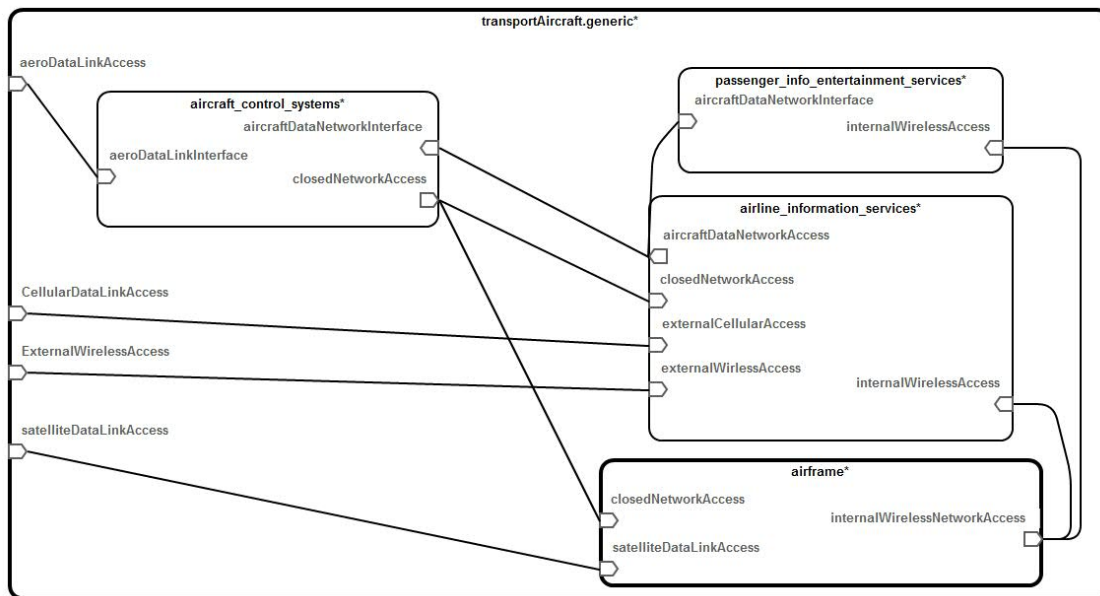 transportAircraft.generic*
aeroDataLinkAccess
aircraft_control_systems*
aircraftDataNetworkInterface
aeroDataLinkInterface
closedNetworkAccess
passenger_info_entertainment_services*
aircraftDataNetworkInterface
internalWirelessAccess
airline_information_services*
aircraftDataNetworkAccess
closedNetworkAccess
externalCellularAccess
externalWirlessAccess
internalWirelessAccess
CellularDataLinkAccess
ExternalWirelessAccess
satelliteDataLinkAccess
airframe*
closedNetworkAccess
internalWirelessNetworkAccess
satelliteDataLinkAccess